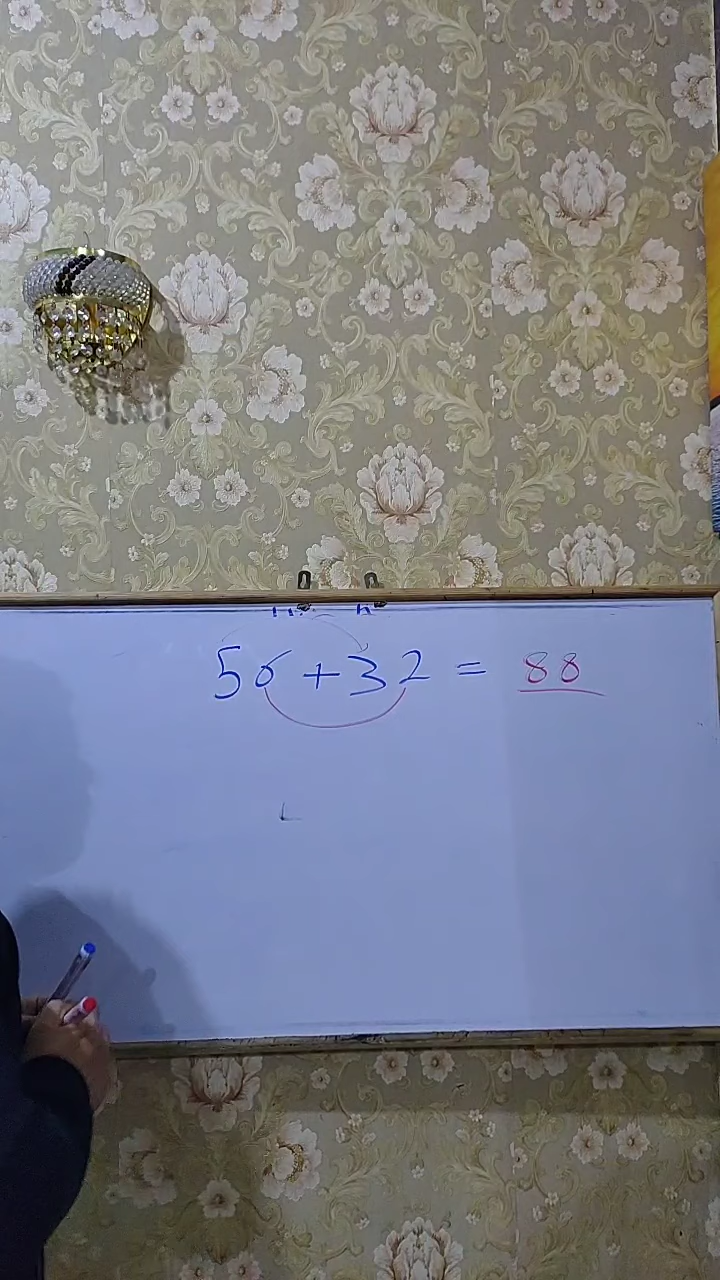 56 + 32 = 88